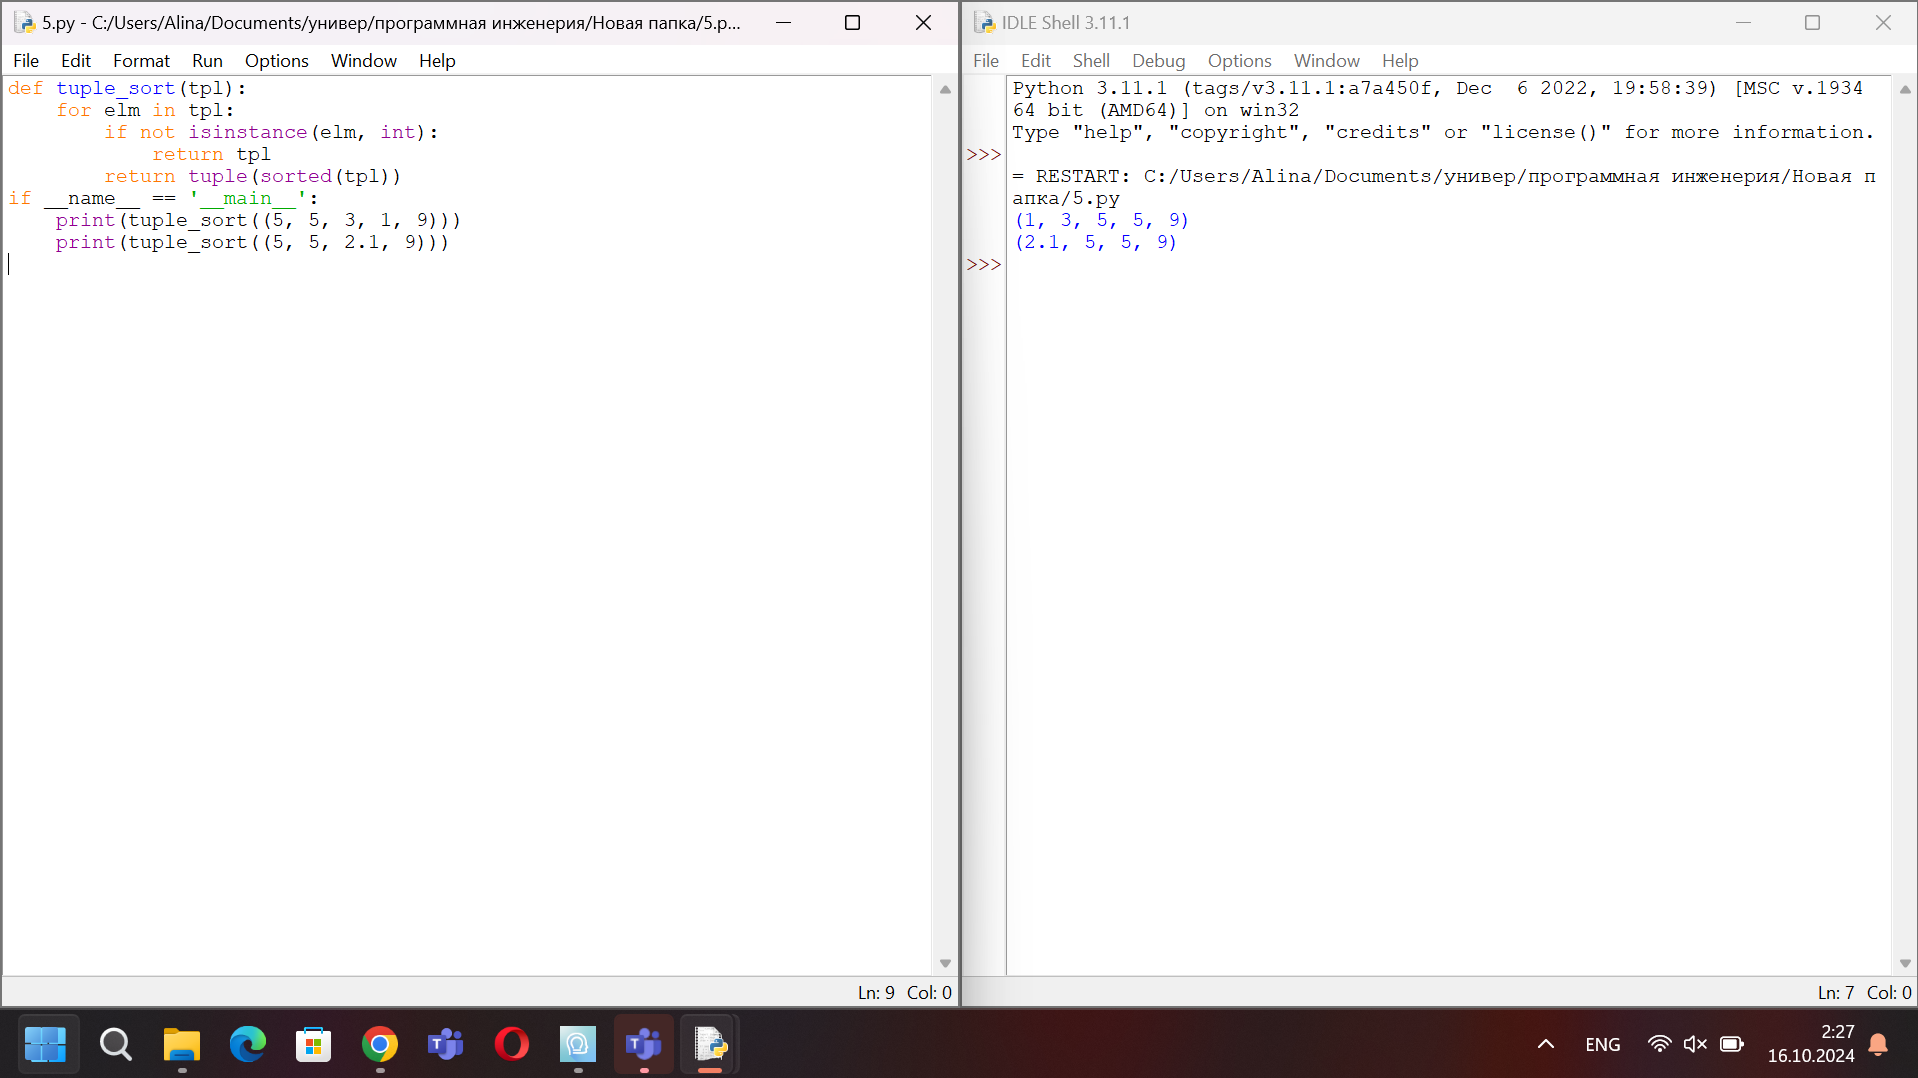 5.py - C:/Users/Alina/Documents/универ/программная инженерия/Новая папка/5.p...
File Edit Format Run Options Window Help
def tuple_sort(tpl):
    for elm in tpl:
        if not isinstance(elm, int):
            return tpl
        return tuple(sorted(tpl))
if __name__ == '__main__':
    print(tuple_sort((5, 5, 3, 1, 9)))
    print(tuple_sort((5, 5, 2.1, 9)))
Ln: 9 Col: 0
IDLE Shell 3.11.1
File Edit Shell Debug Options Window Help
Python 3.11.1 (tags/v3.11.1:a7a450f, Dec  6 2022, 19:58:39) [MSC v.1934
64 bit (AMD64)] on win32
Type "help", "copyright", "credits" or "license()" for more information.
>>>
= RESTART: C:/Users/Alina/Documents/универ/программная инженерия/Новая п
апка/5.py
(1, 3, 5, 5, 9)
(2.1, 5, 5, 9)
>>>
Ln: 7 Col: 0
ENG
2:27
16.10.2024